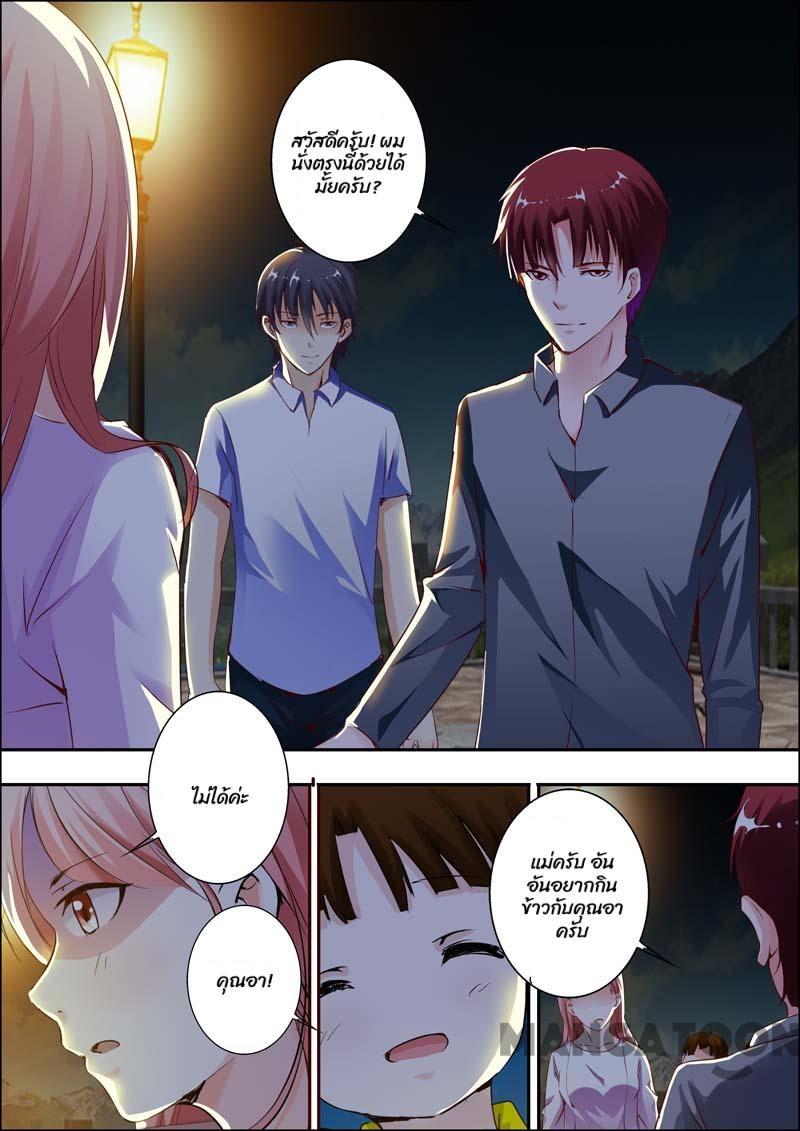 สวัสดีครับ! ผม
นั่งตรงนี้ด้วยได้
มั้ยครับ?
ไม่ได้ค่ะ
คุณอา!
แม่ครับ อัน
อันอยากกิน
ข้าวกับคุณอา
ครับ
MANGATOON